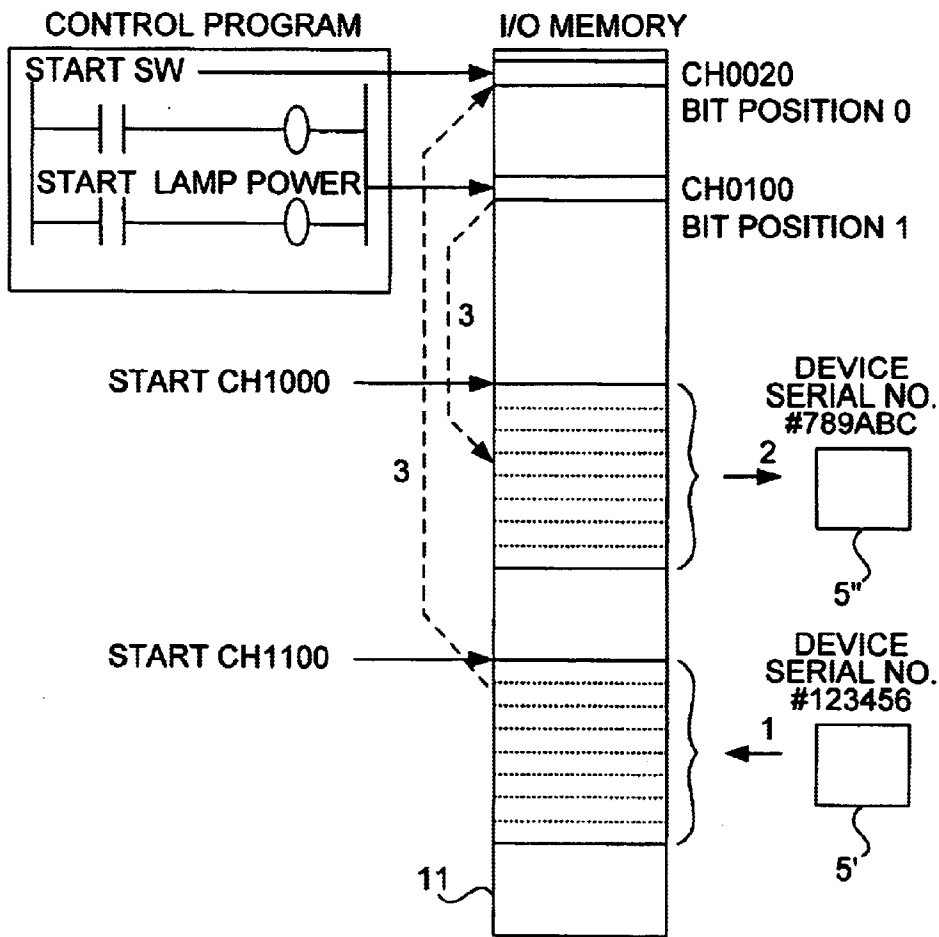 CONTROL PROGRAM
START SW
START LAMP POWER
I/O MEMORY
CH0020
BIT POSITION 0
CH0100
BIT POSITION 1
3
3
START CH1000
DEVICE
SERIAL NO.
#789ABC
2
5"
START CH1100
DEVICE
SERIAL NO.
#123456
1
5'
11